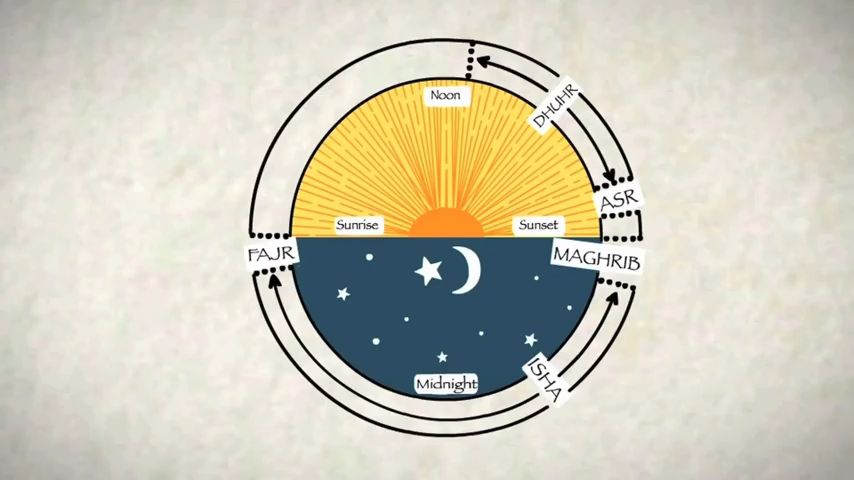 Noon
DHUHR
ASR
Sunrise
Sunset
FAJR
MAGHRIB
ISHA
Midnight